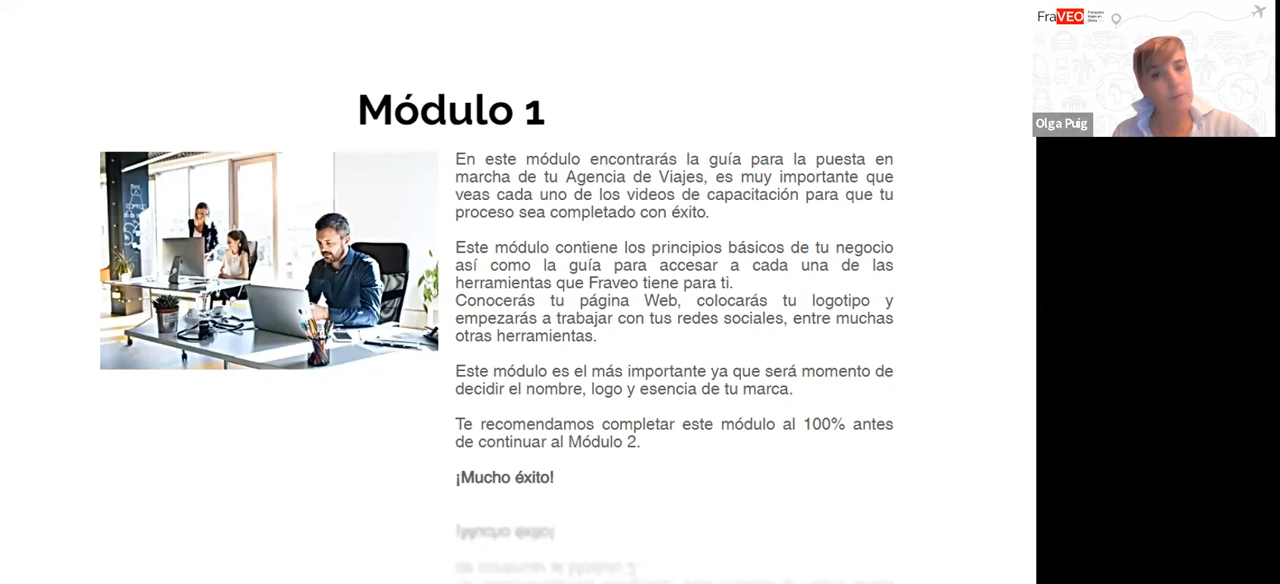 Módulo 1
En este módulo encontrarás la guía para la puesta en
marcha de tu Agencia de Viajes, es muy importante que
veas cada uno de los videos de capacitación para que tu
proceso sea completado con éxito.
Este módulo contiene los principios básicos de tu negocio
así como la guía para accesar a cada una de las
herramientas que Fraveo tiene para ti.
Conocerás tu página Web, colocarás tu logotipo y
empezarás a trabajar con tus redes sociales, entre muchas
otras herramientas.
Este módulo es el más importante ya que será momento de
decidir el nombre, logo y esencia de tu marca.
Te recomendamos completar este módulo al 100% antes
de continuar al Módulo 2.
¡Mucho éxito!
FraVEO
Olga Puig